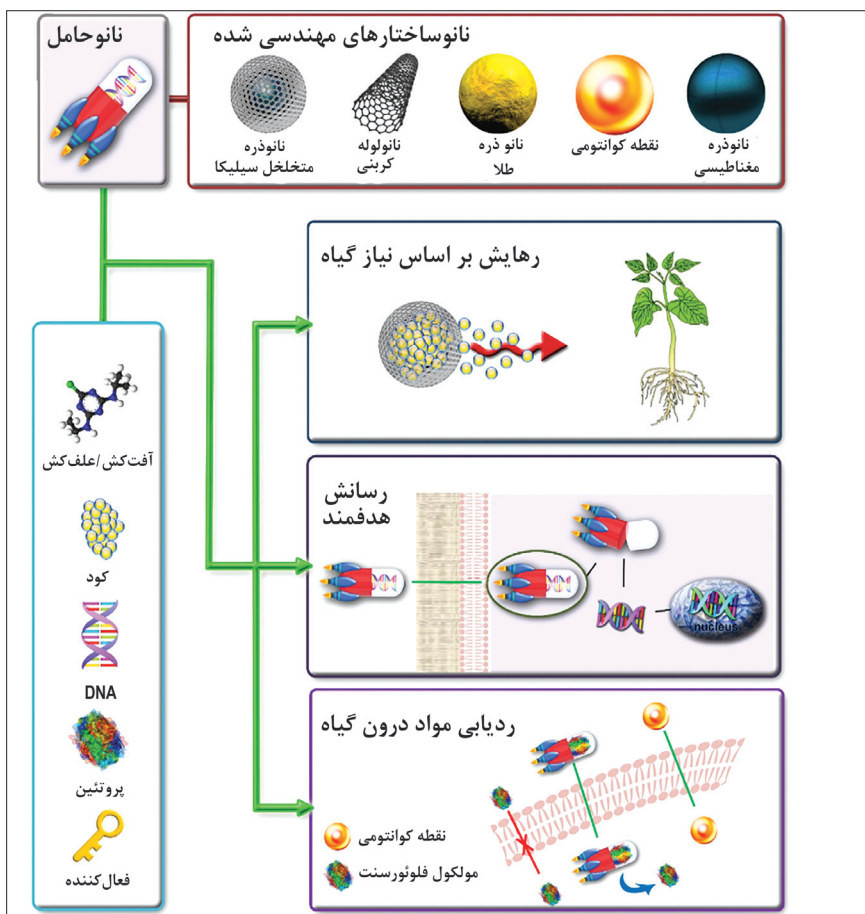 نانوحامل
نانوساختارهای مهندسی شده
نانوذره
متخلخل سیلیکا
نانولوله
کربنی
نانو ذره
طلا
نقطه کوانتومی
نانوذره
مغناطیسی
رهایش بر اساس نیاز گیاه
آفت‌کش/علف‌کش
کود
DNA
پروتئین
فعال‌کننده
رسانش
هدفمند
nucleus
ردیابی مواد درون گیاه
نقطه کوانتومی
مولکول فلوئورسنت